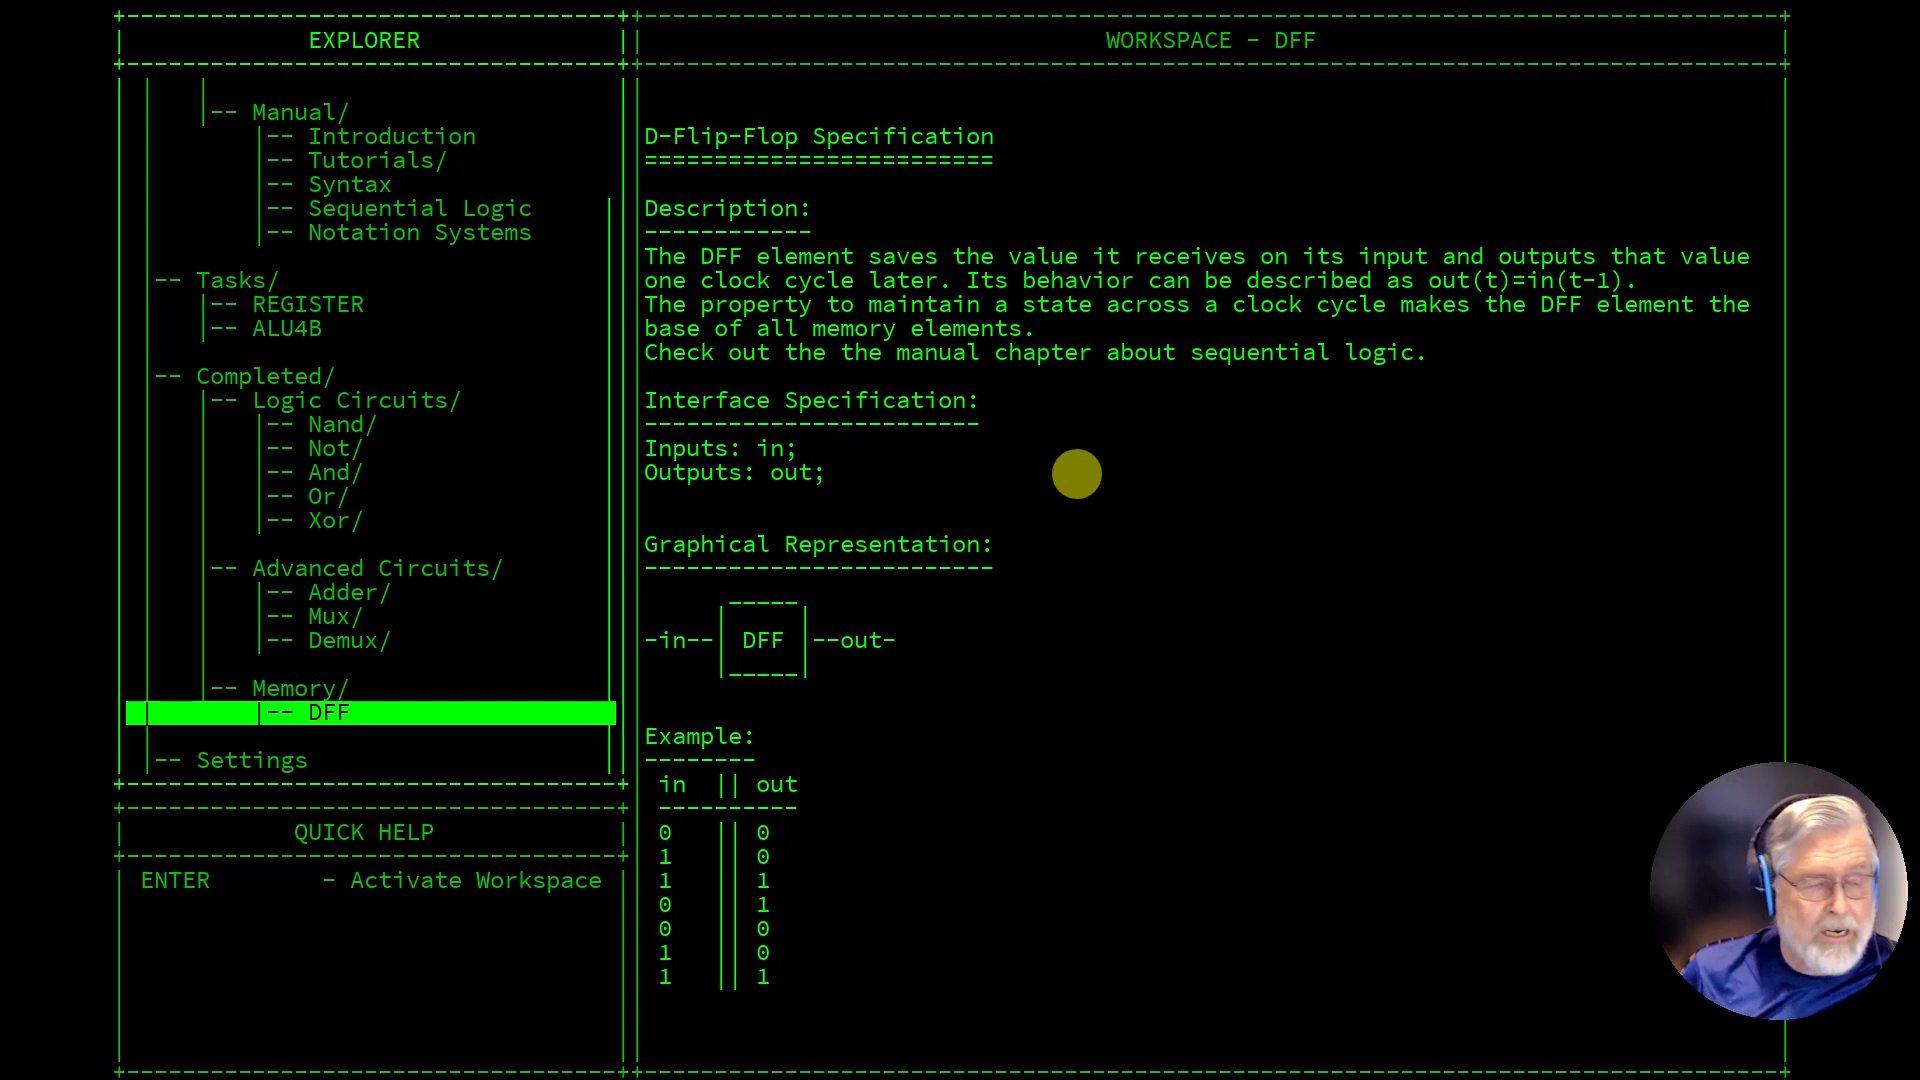 EXPLORER
-- Manual/
-- Introduction
-- Tutorials/
-- Syntax
-- Sequential Logic
-- Notation Systems
-- Tasks/
-- REGISTER
-- ALU4B
-- Completed/
-- Logic Circuits/
-- Nand/
-- Not/
-- And/
-- Or/
-- Xor/
-- Advanced Circuits/
-- Adder/
-- Mux/
-- Demux/
-- Memory/
-- DFF
-- Settings
QUICK HELP
ENTER - Activate Workspace
WORKSPACE - DFF
D-Flip-Flop Specification
=========================
Description:
------------
The DFF element saves the value it receives on its input and outputs that value
one clock cycle later. Its behavior can be described as out(t)=in(t-1).
The property to maintain a state across a clock cycle makes the DFF element the
base of all memory elements.
Check out the the manual chapter about sequential logic.
Interface Specification:
------------------------
Inputs: in;
Outputs: out;
Graphical Representation:
-------------------------
-in--| DFF |--out-
Example:
--------
in || out
----------
0 || 0
1 || 0
1 || 1
0 || 1
0 || 0
1 || 0
1 || 1